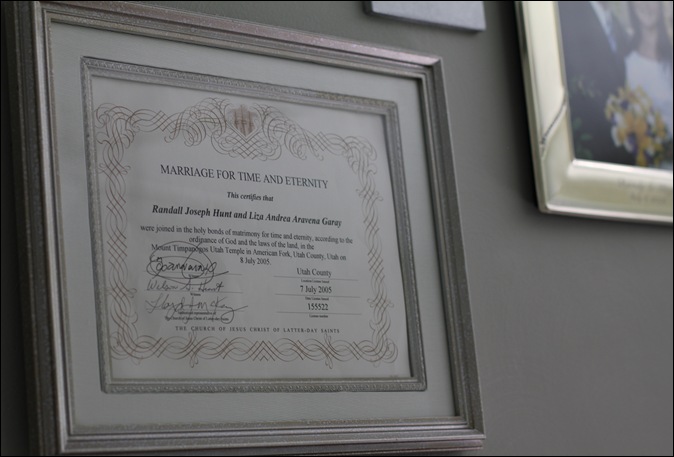 MARRIAGE FOR TIME AND ETERNITY
This certifies that
Randall Joseph Hunt and Liza Andrea Aravena Garay
were joined in the holy bonds of matrimony for time and eternity, according to the
ordinance of God and the laws of the land, in the
Mount Timpanogos Utah Temple in American Fork, Utah County, Utah on
8 July 2005.
Utah County
7 July 2005
155522
THE CHURCH OF JESUS CHRIST OF LATTER-DAY SAINTS